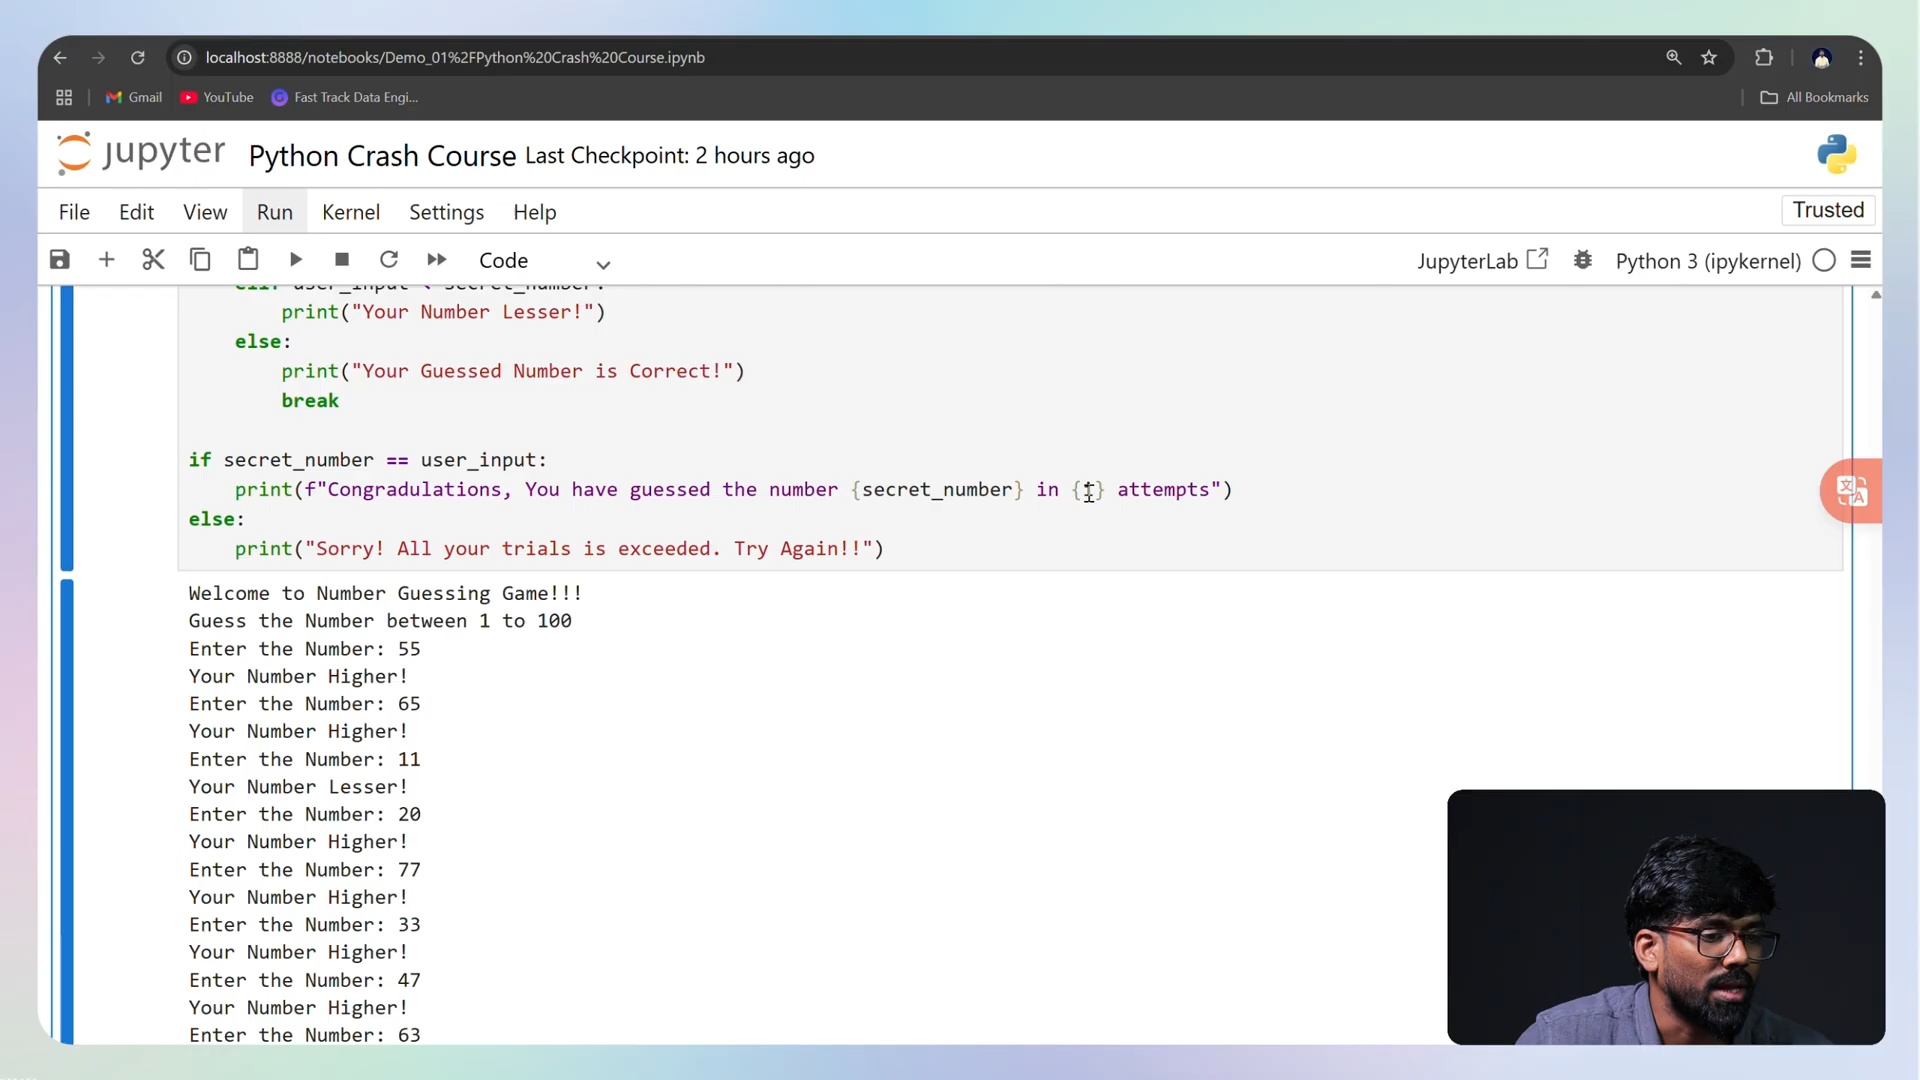 localhost:8888/notebooks/Demo_01%2FPython%20Crash%20Course.ipynb
Gmail YouTube Fast Track Data Engi... All Bookmarks
jupyter Python Crash Course Last Checkpoint: 2 hours ago
File Edit View Run Kernel Settings Help Trusted
Code JupyterLab Python 3 (ipykernel)
elif user_input < secret_number:
print("Your Number Lesser!")
else:
print("Your Guessed Number is Correct!")
break
if secret_number == user_input:
print(f"Congradulations, You have guessed the number {secret_number} in {i} attempts")
else:
print("Sorry! All your trials is exceeded. Try Again!!")
Welcome to Number Guessing Game!!!
Guess the Number between 1 to 100
Enter the Number: 55
Your Number Higher!
Enter the Number: 65
Your Number Higher!
Enter the Number: 11
Your Number Lesser!
Enter the Number: 20
Your Number Higher!
Enter the Number: 77
Your Number Higher!
Enter the Number: 33
Your Number Higher!
Enter the Number: 47
Your Number Higher!
Enter the Number: 63